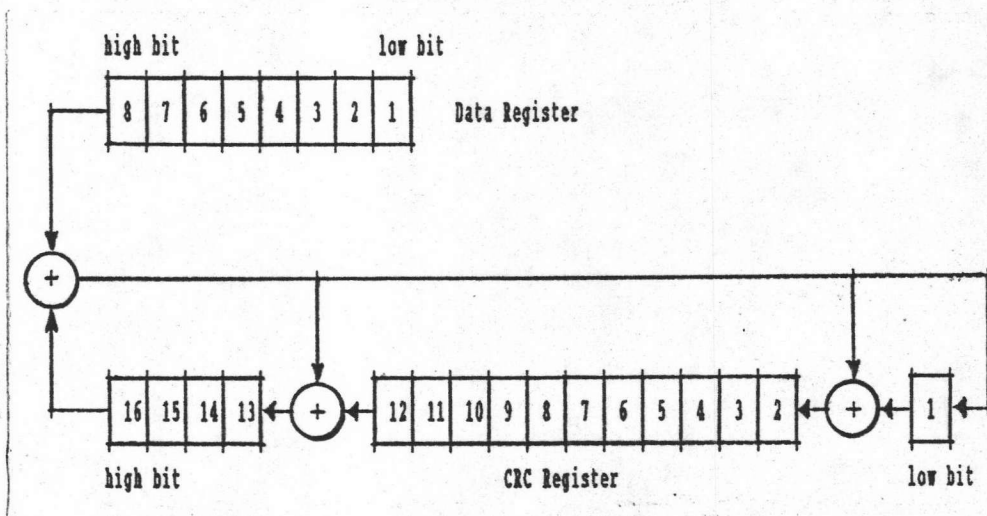 high bit low bit
8 7 6 5 4 3 2 1 Data Register
+
16 15 14 13 + 12 11 10 9 8 7 6 5 4 3 2 + 1
high bit CRC Register low bit